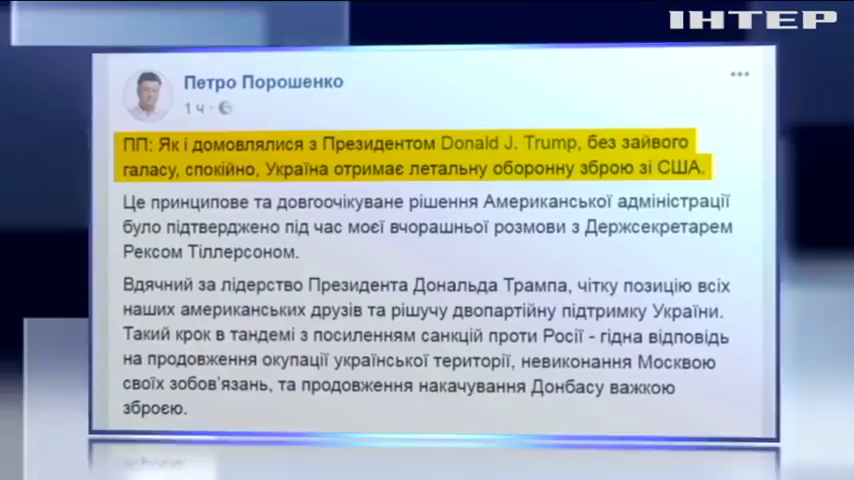 ІНТЕР
Петро Порошенко
1 ч ·
ПП: Як і домовлялися з Президентом Donald J. Trump, без зайвого
галасу, спокійно, Україна отримає летальну оборонну зброю зі США.
Це принципове та довгоочікуване рішення Американської адміністрації
було підтверджено під час моєї вчорашньої розмови з Держсекретарем
Рексом Тіллерсоном.
Вдячний за лідерство Президента Дональда Трампа, чітку позицію всіх
наших американських друзів та рішучу двопартійну підтримку України.
Такий крок в тандемі з посиленням санкцій проти Росії - гідна відповідь
на продовження окупації української території, невиконання Москвою
своїх зобов'язань, та продовження накачування Донбасу важкою
зброєю.